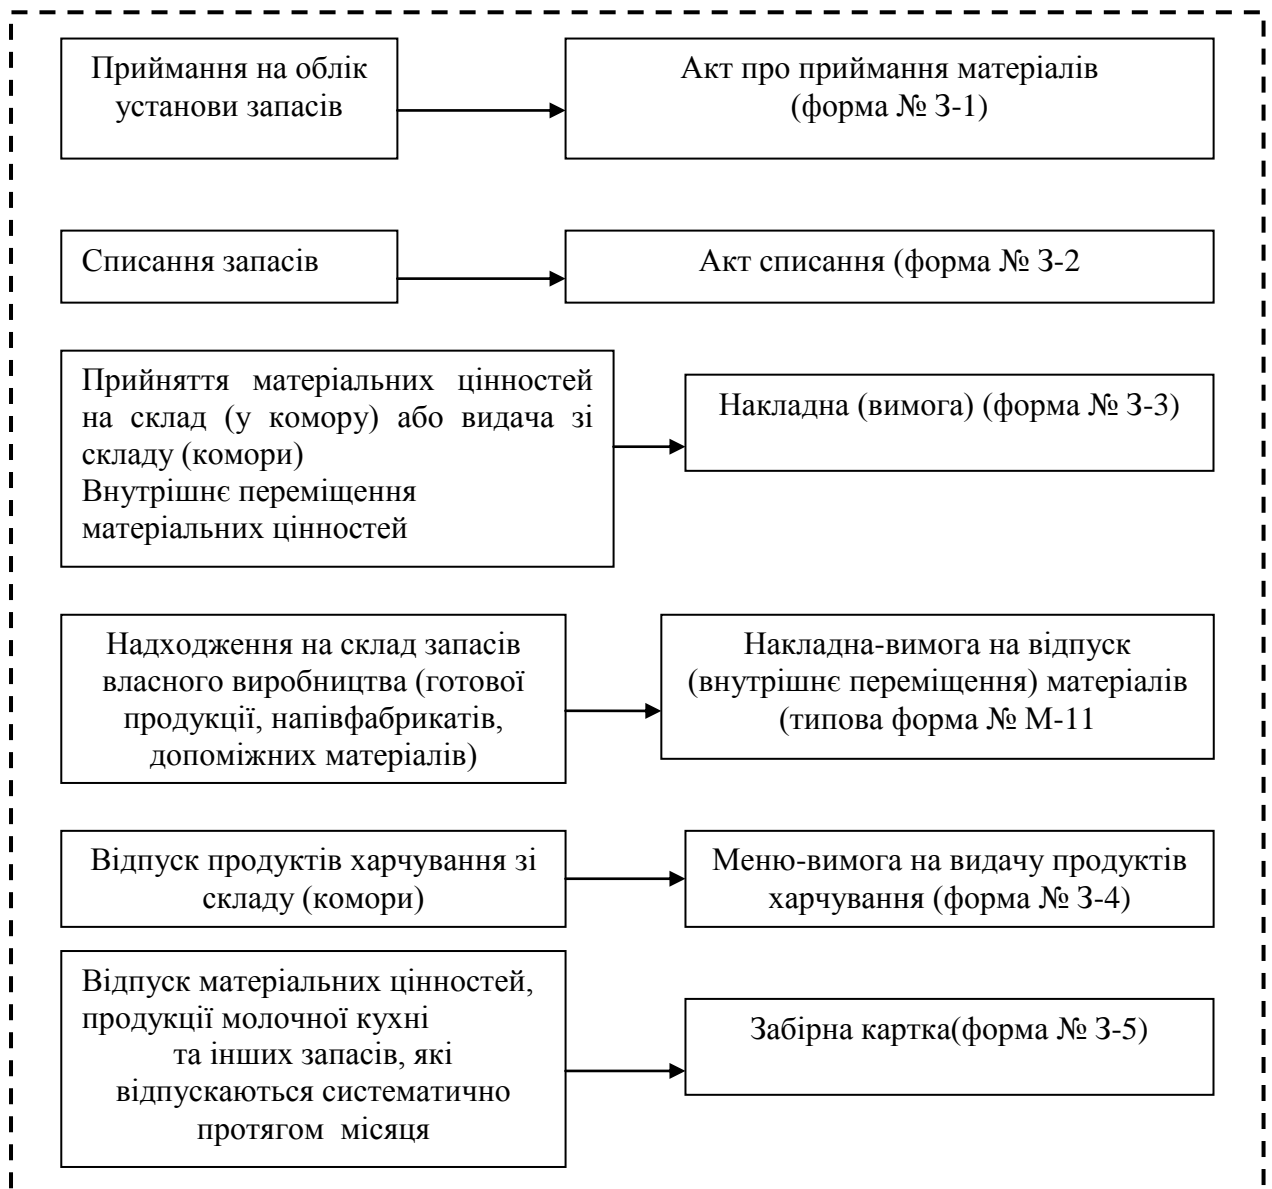 Приймання на облік
установи запасів
Акт про приймання матеріалів
(форма № З-1)
Списання запасів
Акт списання (форма № З-2
Прийняття матеріальних цінностей
на склад (у комору) або видача зі
складу (комори)
Внутрішнє переміщення
матеріальних цінностей
Накладна (вимога) (форма № З-3)
Надходження на склад запасів
власного виробництва (готової
продукції, напівфабрикатів,
допоміжних матеріалів)
Накладна-вимога на відпуск
(внутрішнє переміщення) матеріалів
(типова форма № М-11
Відпуск продуктів харчування зі
складу (комори)
Меню-вимога на видачу продуктів
харчування (форма № З-4)
Відпуск матеріальних цінностей,
продукції молочної кухні
та інших запасів, які
відпускаються систематично
протягом  місяця
Забірна картка(форма № З-5)